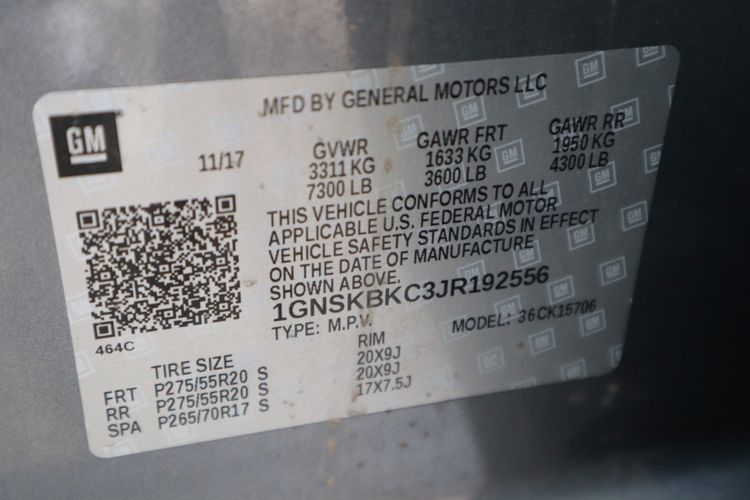 GM
MFD BY GENERAL MOTORS LLC
11/17
GVWR GAWR FRT GAWR RR
3311 KG 1633 KG 1950 KG
7300 LB 3600 LB 4300 LB
THIS VEHICLE CONFORMS TO ALL
APPLICABLE U.S. FEDERAL MOTOR
VEHICLE SAFETY STANDARDS IN EFFECT
ON THE DATE OF MANUFACTURE
SHOWN ABOVE.
1GNSKBKC3JR192556
TYPE: M.P.V. MODEL: 36CK15706
464C
TIRE SIZE RIM
FRT P275/55R20 S 20X9J
RR P275/55R20 S 20X9J
SPA P265/70R17 S 17X7.5J